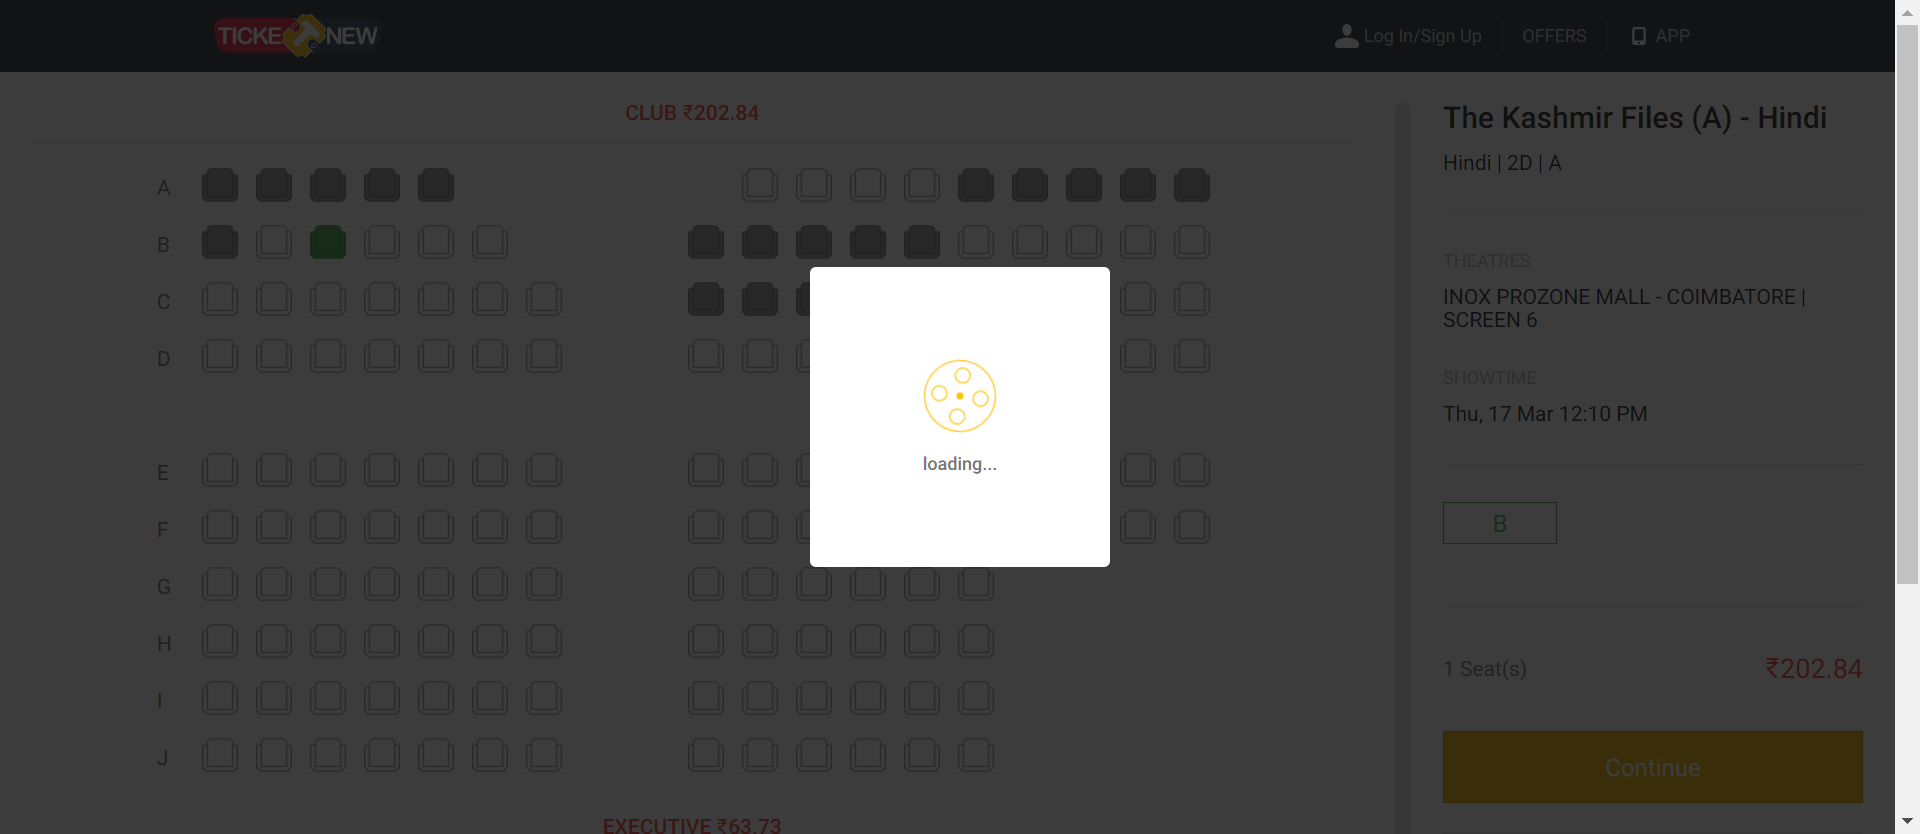 TICKET NEW
Log In/Sign Up
OFFERS
APP
CLUB ₹202.84
A
B
C
D
E
F
G
H
I
J
EXECUTIVE ₹63.73
loading...
The Kashmir Files (A) - Hindi
Hindi | 2D | A
THEATRES
INOX PROZONE MALL - COIMBATORE |
SCREEN 6
SHOWTIME
Thu, 17 Mar 12:10 PM
B
1 Seat(s)
₹202.84
Continue